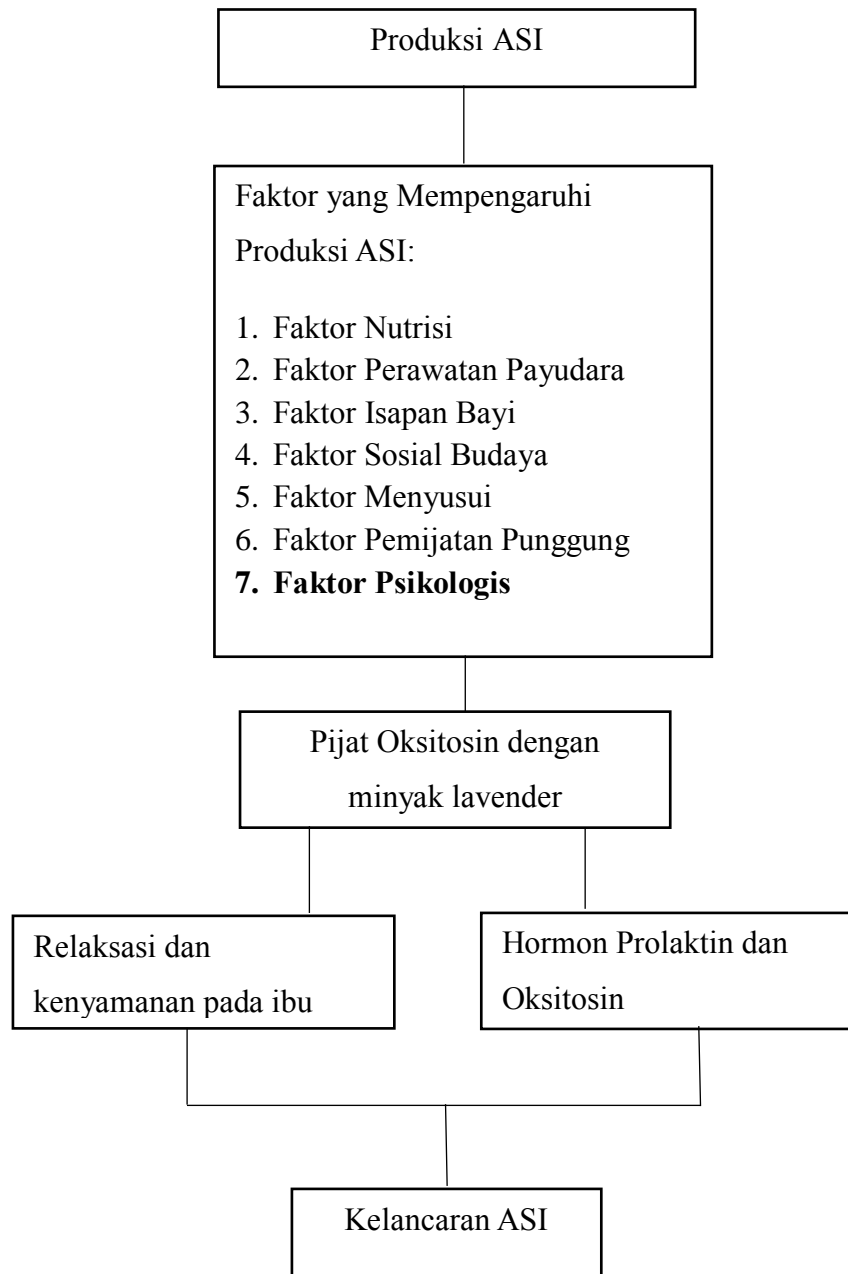 Produksi ASI
Faktor yang Mempengaruhi
Produksi ASI:
1. Faktor Nutrisi
2. Faktor Perawatan Payudara
3. Faktor Isapan Bayi
4. Faktor Sosial Budaya
5. Faktor Menyusui
6. Faktor Pemijatan Punggung
7. Faktor Psikologis
Pijat Oksitosin dengan
minyak lavender
Relaksasi dan
kenyamanan pada ibu
Hormon Prolaktin dan
Oksitosin
Kelancaran ASI